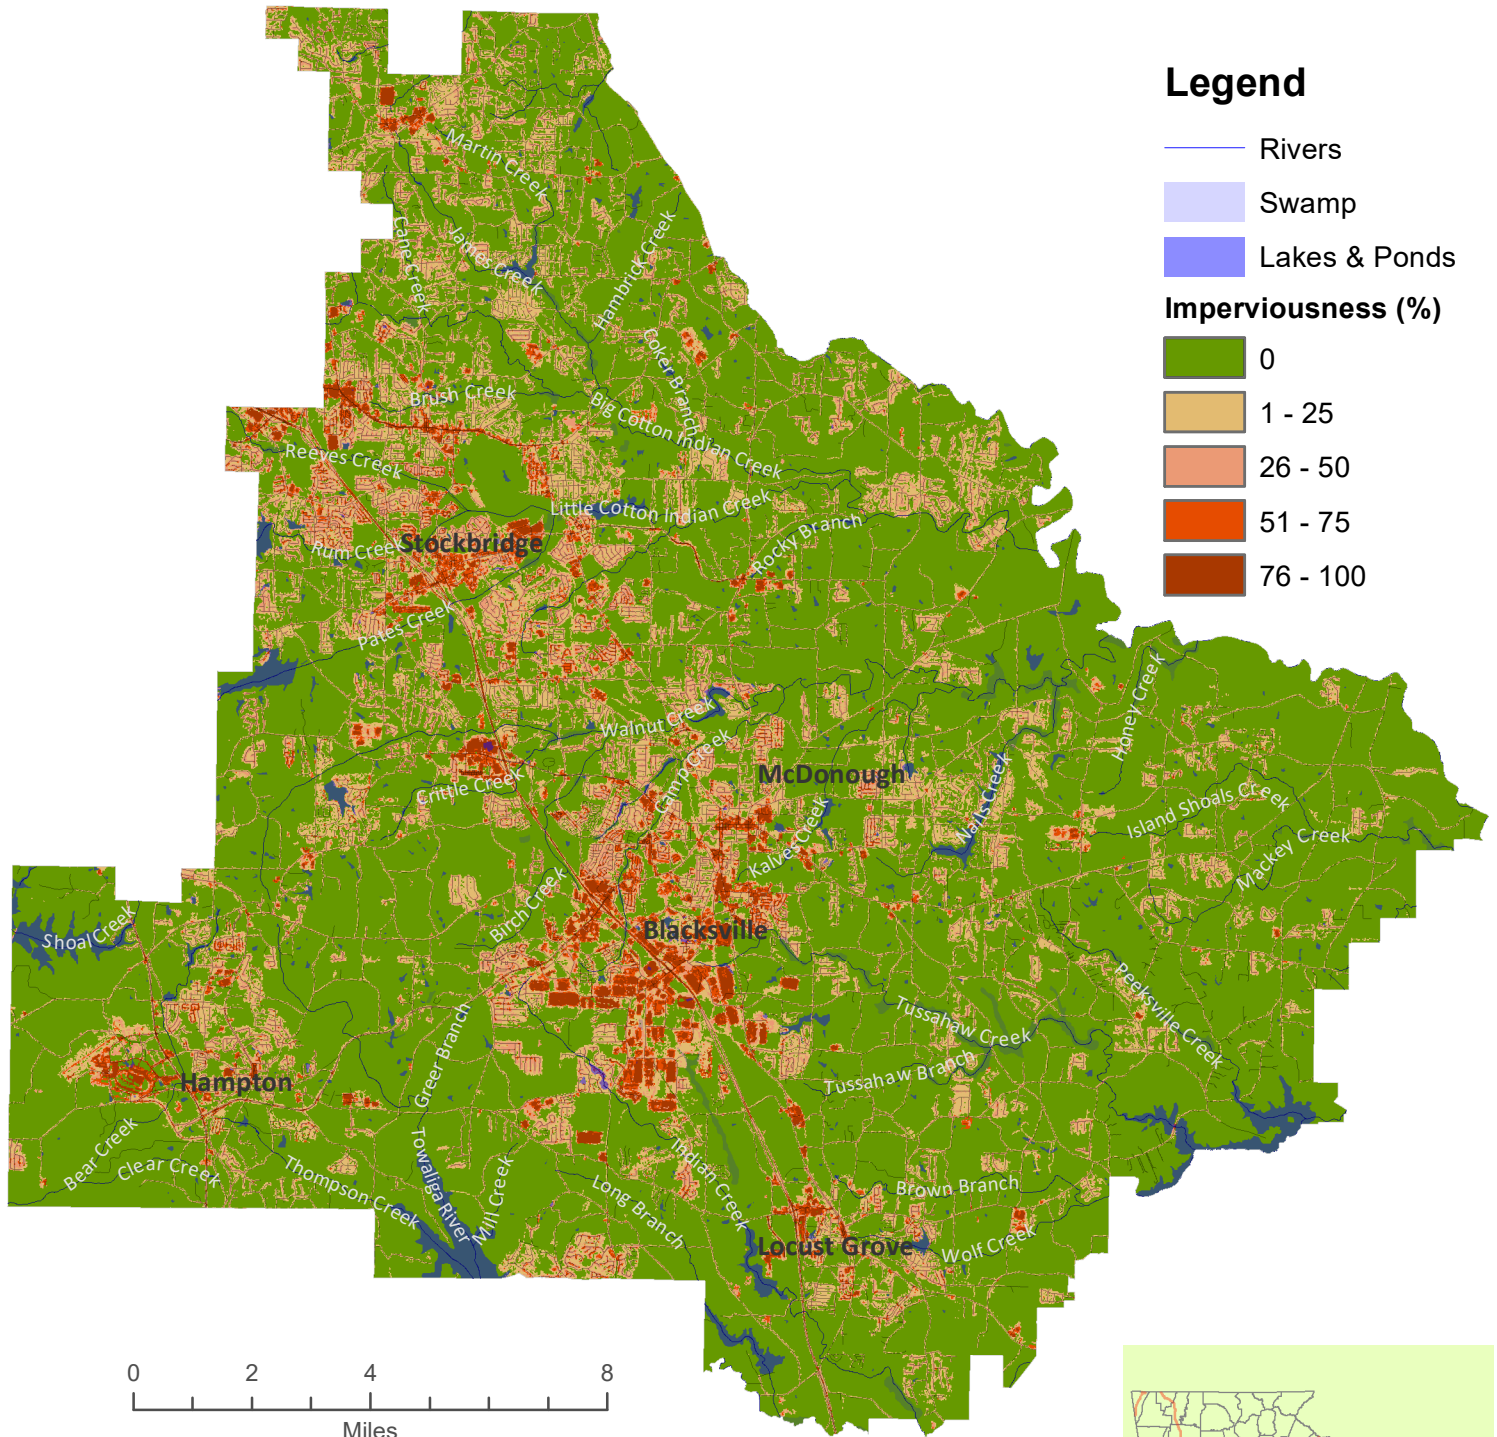 Legend
Rivers
Swamp
Lakes & Ponds
Imperviousness (%)
0
1 - 25
26 - 50
51 - 75
76 - 100
Martin Creek
Cane Creek
James Creek
Hambrick Creek
Coker Branch
Brush Creek
Big Cotton Indian Creek
Reeves Creek
Little Cotton Indian Creek
Rocky Branch
Rum Creek
Stockbridge
Pates Creek
Honey Creek
Walnut Creek
Camp Creek
McDonough
Crittle Creek
Nails Creek
Island Shoals Creek
Kalves Creek
Mackey Creek
Birch Creek
Blacksville
Shoal Creek
Peeksville Creek
Tussahaw Creek
Greer Branch
Tussahaw Branch
Hampton
Bear Creek
Clear Creek
Thompson Creek
Towaliga River
Mill Creek
Long Branch
Indian Creek
Brown Branch
Locust Grove
Wolf Creek
0 2 4 8
Miles